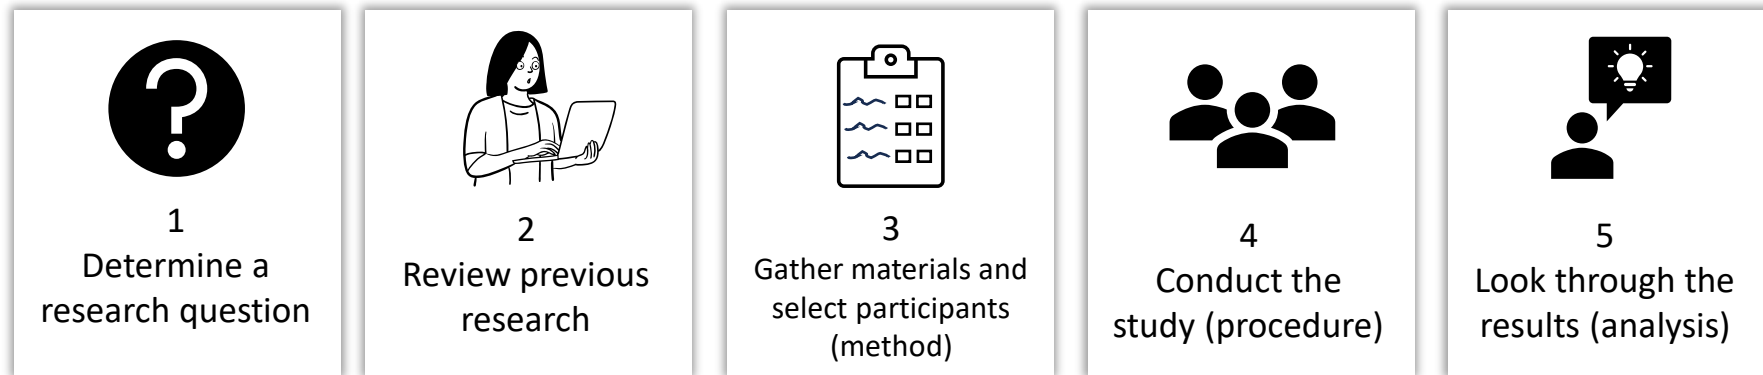 1
Determine a
research question
2
Review previous
research
3
Gather materials and
select participants
(method)
4
Conduct the
study (procedure)
5
Look through the
results (analysis)